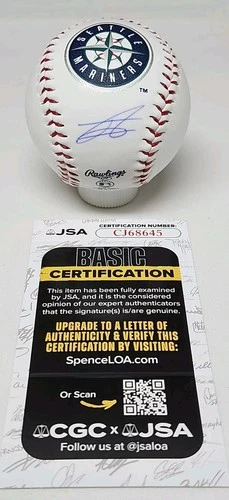 SEATTLE
MARINERS
TM
Rawlings
JSA
CERTIFICATION NUMBER:
CJ68645
BASIC
CERTIFICATION
This item has been fully examined
by JSA, and it is the considered
opinion of our expert authenticators
that the signature(s) is/are genuine.
UPGRADE TO A LETTER OF
AUTHENTICITY & VERIFY THIS
CERTIFICATION BY VISITING:
SpenceLOA.com
Or Scan
CGC x JSA
Follow us at @jsaloa